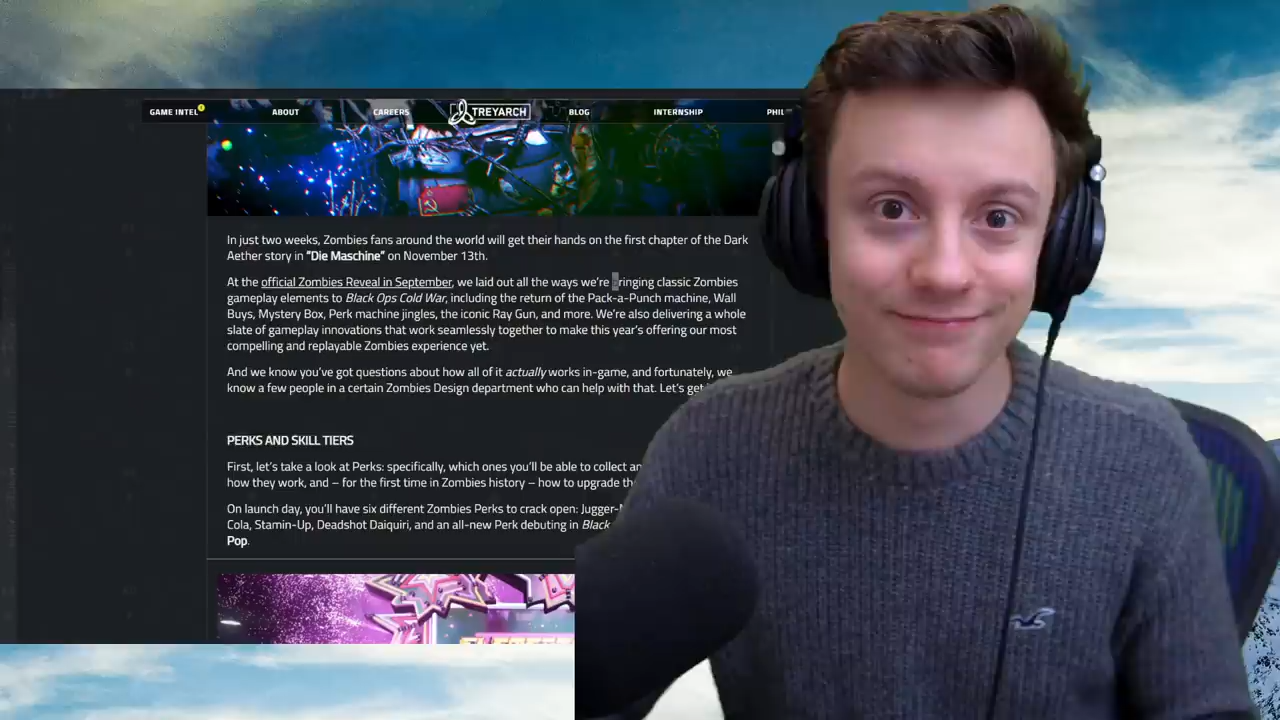 GAME INTEL ABOUT CAREERS TREYARCH BLOG INTERNSHIP PHIL
In just two weeks, Zombies fans around the world will get their hands on the first chapter of the Dark
Aether story in "Die Maschine" on November 13th.
At the official Zombies Reveal in September, we laid out all the ways we're bringing classic Zombies
gameplay elements to Black Ops Cold War, including the return of the Pack-a-Punch machine, Wall
Buys, Mystery Box, Perk machine jingles, the iconic Ray Gun, and more. We're also delivering a whole
slate of gameplay innovations that work seamlessly together to make this year's offering our most
compelling and replayable Zombies experience yet.
And we know you've got questions about how all of it actually works in-game, and fortunately, we
know a few people in a certain Zombies Design department who can help with that. Let's get
PERKS AND SKILL TIERS
First, let's take a look at Perks: specifically, which ones you'll be able to collect
how they work, and – for the first time in Zombies history – how to upgrade
On launch day, you'll have six different Zombies Perks to crack open:
Cola, Stamin-Up, Deadshot Daiquiri, and an all-new Perk debuting in Black
Pop.